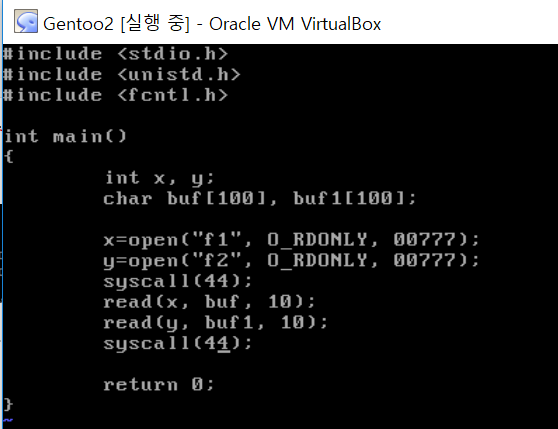 Gentoo2 [실행 중] - Oracle VM VirtualBox
#include <stdio.h>
#include <unistd.h>
#include <fcntl.h>
int main()
{
int x, y;
char buf[100], buf1[100];
x=open("f1", O_RDONLY, 00777);
y=open("f2", O_RDONLY, 00777);
syscall(44);
read(x, buf, 10);
read(y, buf1, 10);
syscall(44);
return 0;
}
~